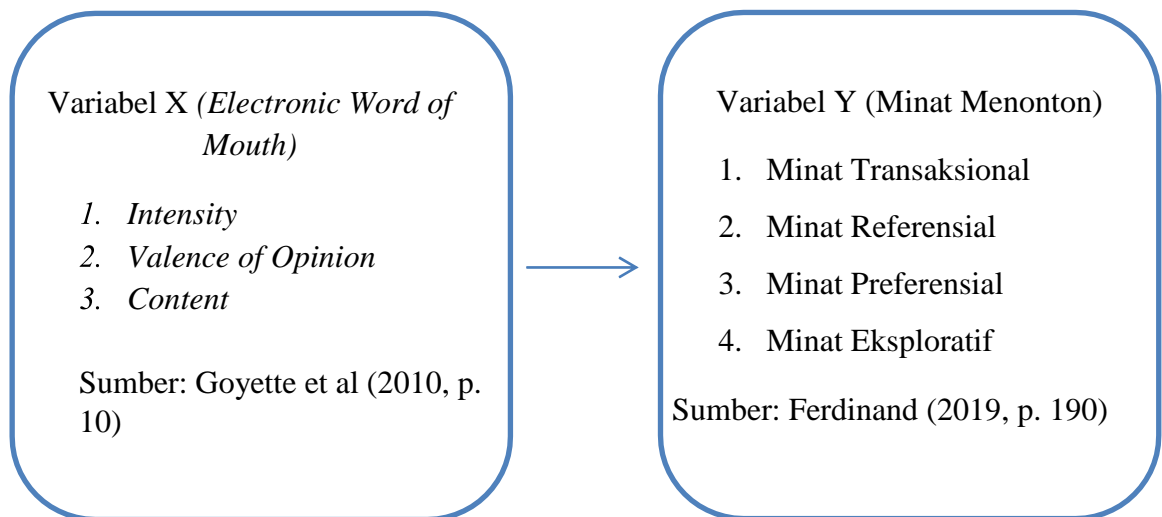 Variabel X (Electronic Word of
Mouth)
1. Intensity
2. Valence of Opinion
3. Content
Sumber: Goyette et al (2010, p.
10)
Variabel Y (Minat Menonton)
1. Minat Transaksional
2. Minat Referensial
3. Minat Preferensial
4. Minat Eksploratif
Sumber: Ferdinand (2019, p. 190)